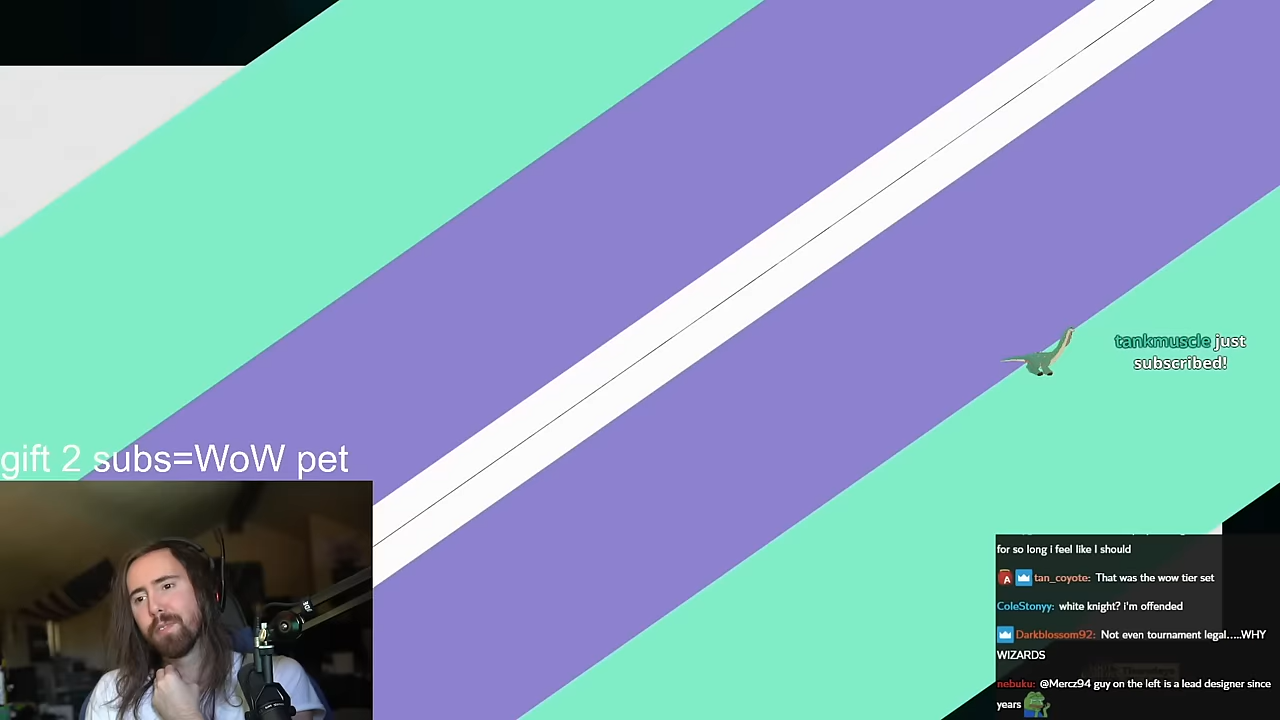 tankmuscle just
subscribed!
gift 2 subs=WoW pet
for so long i feel like I should
tan_coyote: That was the wow tier set
ColeStonyy: white knight? i'm offended
Darkblossom92: Not even tournament legal.....WHY
WIZARDS
nebuku: @Mercz94 guy on the left is a lead designer since
years